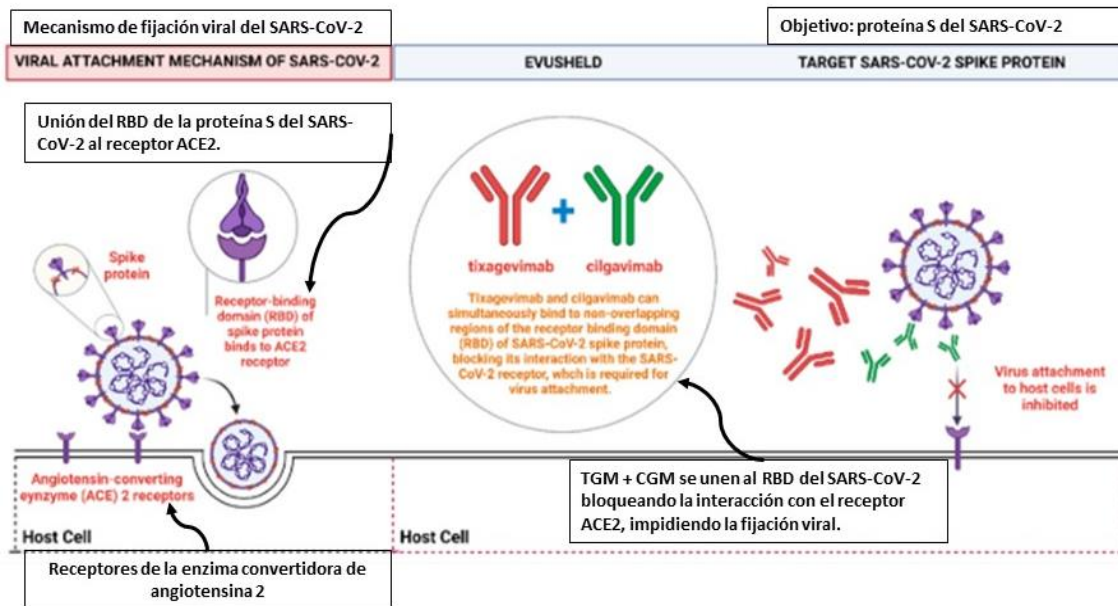 Mecanismo de fijación viral del SARS-CoV-2
Objetivo: proteína S del SARS-CoV-2
VIRAL ATTACHMENT MECHANISM OF SARS-COV-2
EVUSHELD
TARGET SARS-COV-2 SPIKE PROTEIN
Unión del RBD de la proteína S del SARS-
CoV-2 al receptor ACE2.
Spike
protein
Receptor-binding
domain (RBD) of
spike protein
binds to ACE2
receptor
Angiotensin-converting
eynzyme (ACE) 2 receptors
Host Cell
Receptores de la enzima convertidora de
angiotensina 2
tixagevimab
cilgavimab
Tixagevimab and cilgavimab can
simultaneously bind to non-overlapping
regions of the receptor binding domain
(RBD) of SARS-CoV-2 spike protein,
blocking its interaction with the SARS-
CoV-2 receptor, whch is required for
virus attachment.
Virus attachment
to host cells is
inhibited
TGM + CGM se unen al RBD del SARS-CoV-2
bloqueando la interacción con el receptor
ACE2, impidiendo la fijación viral.
Host Cell